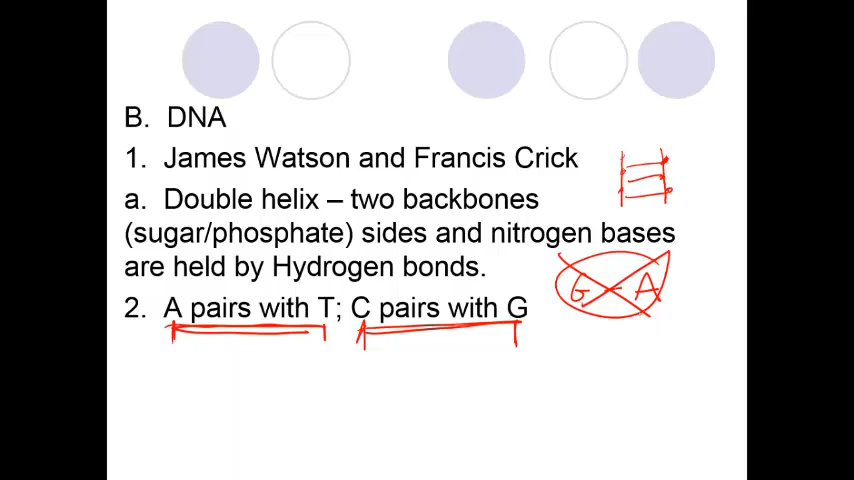 B. DNA
1. James Watson and Francis Crick
a. Double helix – two backbones
(sugar/phosphate) sides and nitrogen bases
are held by Hydrogen bonds.
G – A
2. A pairs with T; C pairs with G